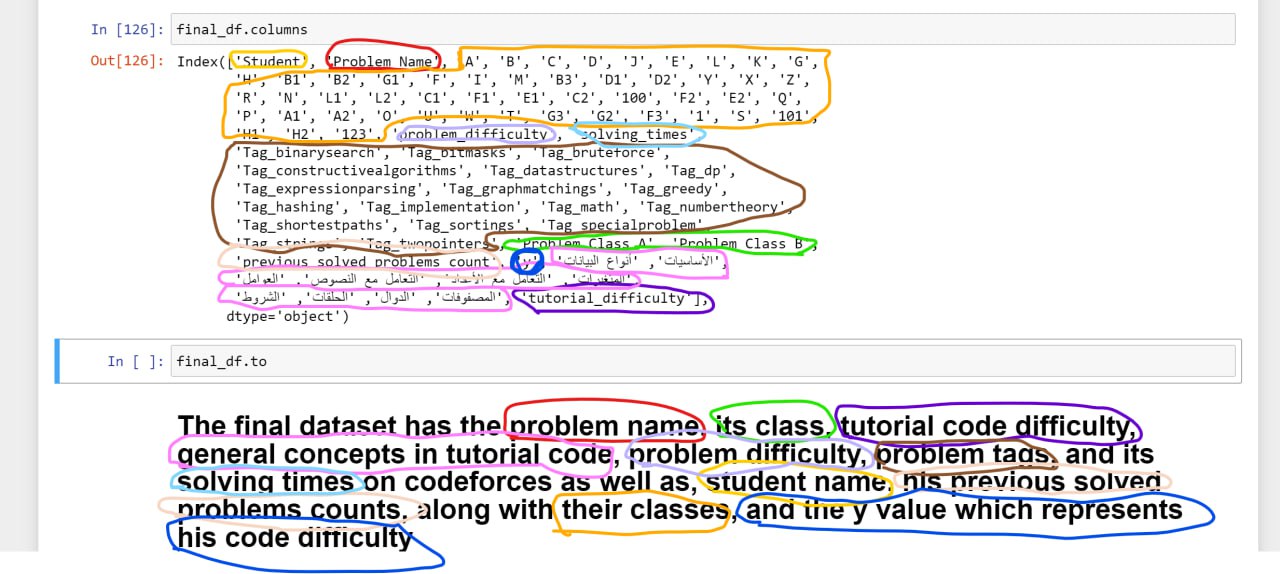 In [126]: final_df.columns
Out[126]: Index(['Student', 'Problem Name', 'A', 'B', 'C', 'D', 'J', 'E', 'L', 'K', 'G',
'H', 'B1', 'B2', 'G1', 'F', 'I', 'M', 'B3', 'D1', 'D2', 'Y', 'X', 'Z',
'R', 'N', 'L1', 'L2', 'C1', 'F1', 'E1', 'C2', '100', 'F2', 'E2', 'Q',
'P', 'A1', 'A2', 'O', 'U', 'W', 'T', 'G3', 'G2', 'F3', '1', 'S', '101',
'H1', 'H2', '123', 'problem_difficulty', 'solving_times'
'Tag_binarysearch', 'Tag_bitmasks', 'Tag_bruteforce',
'Tag_constructivealgorithms', 'Tag_datastructures', 'Tag_dp',
'Tag_expressionparsing', 'Tag_graphmatchings', 'Tag_greedy',
'Tag_hashing', 'Tag_implementation', 'Tag_math', 'Tag_numbertheory',
'Tag_shortestpaths', 'Tag_sortings', 'Tag_specialproblem'
'Tag_strings', 'Tag_twopointers', 'Problem Class A', 'Problem Class B',
'previous solved problems count', 'y', 'الأساسيات', 'أنواع البيانات',
'المتغيرات', 'التعامل مع الأعداد', 'التعامل مع النصوص', 'العوامل',
'المصفوفات', 'الدوال', 'الحلقات', 'الشروط', 'tutorial_difficulty'],
dtype='object')
In [ ]: final_df.to
The final dataset has the problem name, its class, tutorial code difficulty,
general concepts in tutorial code, problem difficulty, problem tags, and its
solving times on codeforces as well as, student name, his previous solved
problems counts, along with their classes, and the y value which represents
his code difficulty